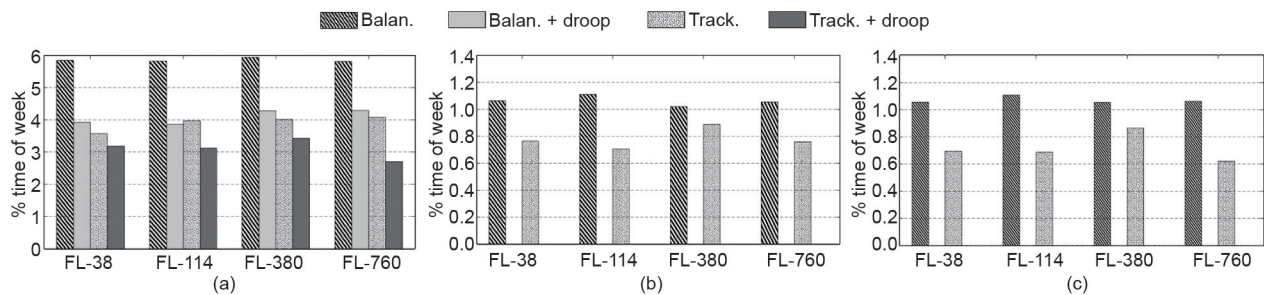 Balan. Balan. + droop Track. Track. + droop
% time of week
6
5
4
3
2
1
0
FL-38 FL-114 FL-380 FL-760
(a)
% time of week
1.4
1.2
1.0
0.8
0.6
0.4
0.2
0.0
FL-38 FL-114 FL-380 FL-760
(b)
% time of week
1.4
1.2
1.0
0.8
0.6
0.4
0.2
0.0
FL-38 FL-114 FL-380 FL-760
(c)